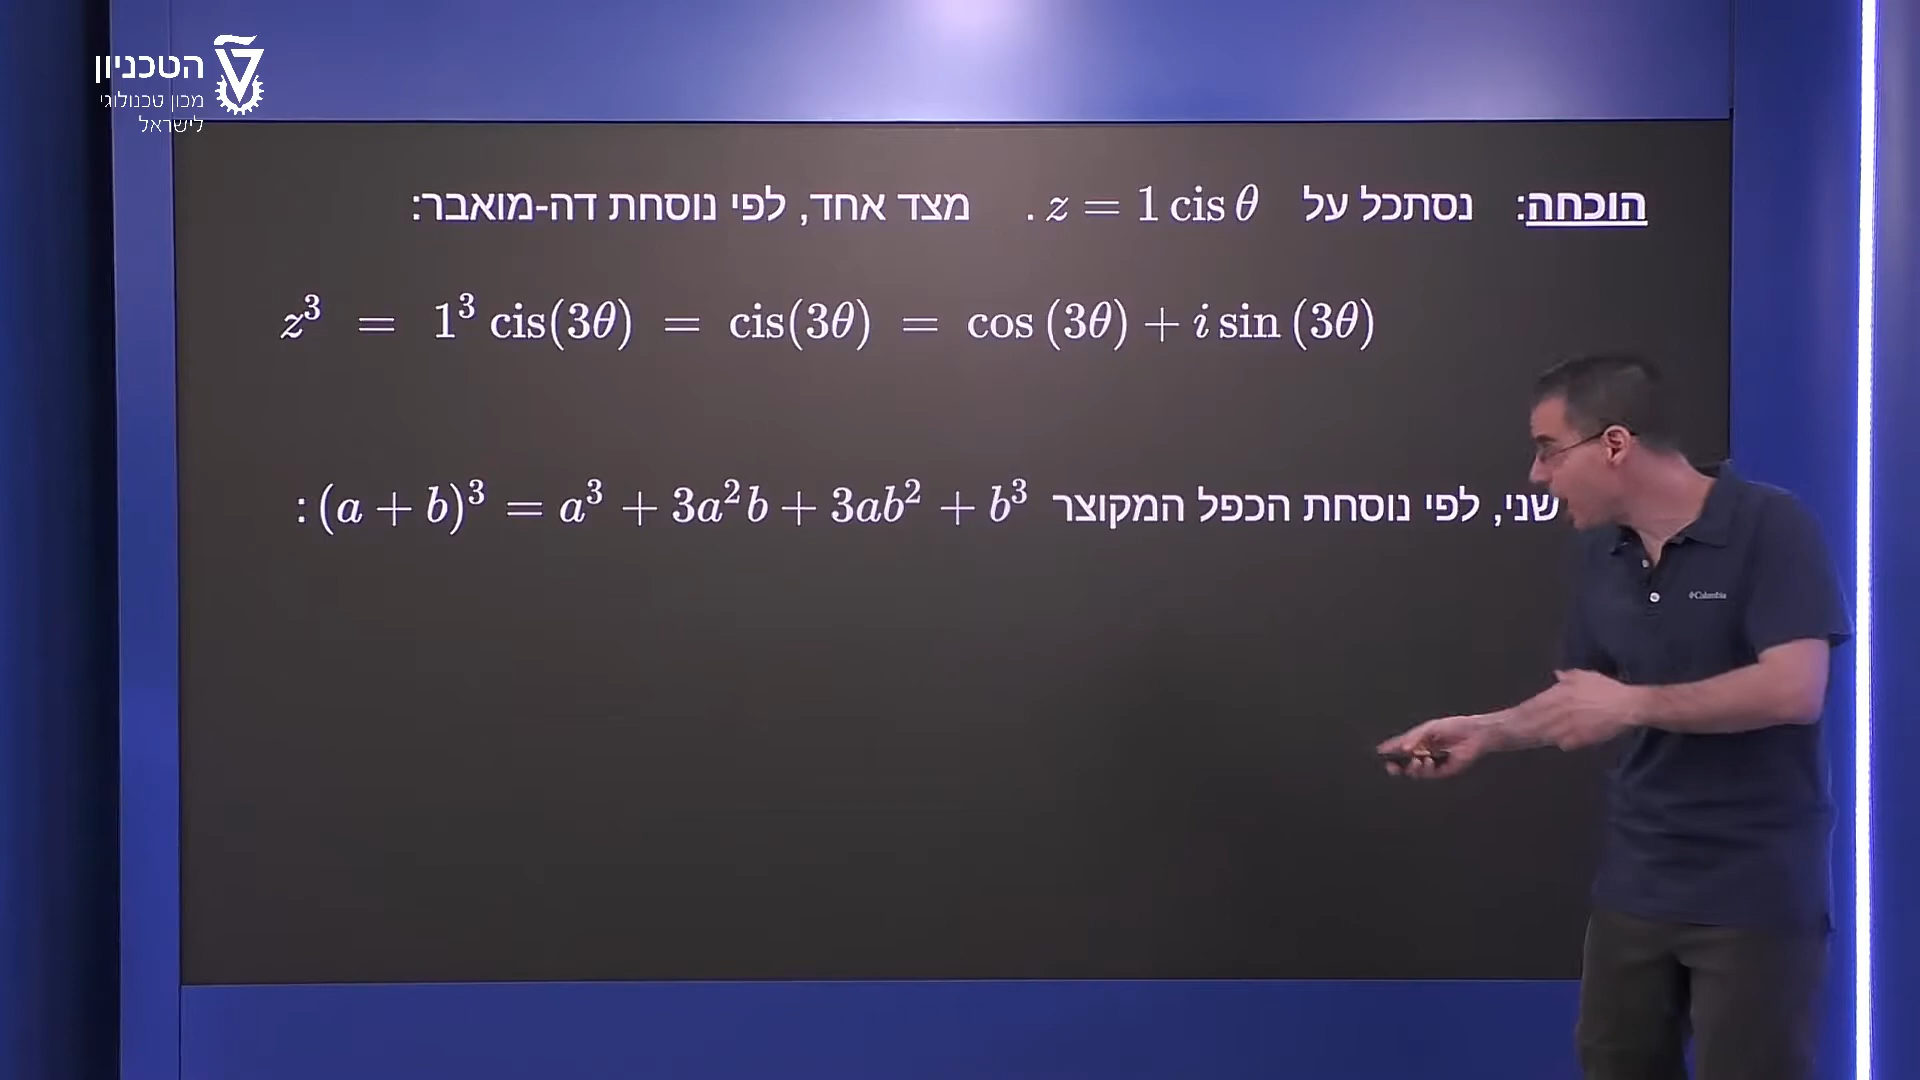 הטכניון
מכון טכנולוגי
לישראל
הוכחה: נסתכל על z = 1 cis θ . מצד אחד, לפי נוסחת דה-מואבר:
z³ = 1³ cis(3θ) = cis(3θ) = cos (3θ) + i sin (3θ)
שני, לפי נוסחת הכפל המקוצר (a + b)³ = a³ + 3a²b + 3ab² + b³ :
Columbia